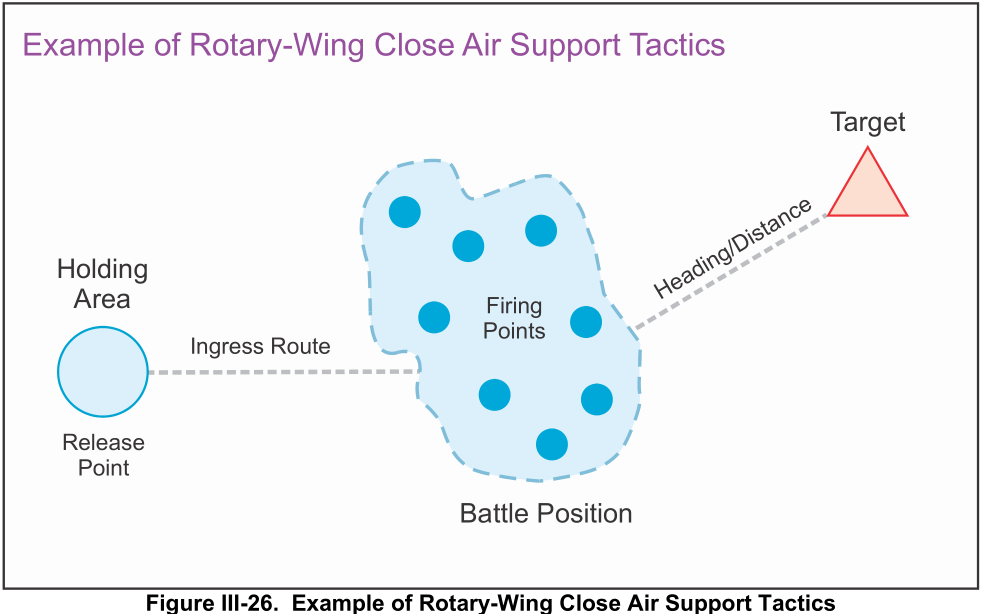 Example of Rotary-Wing Close Air Support Tactics
Target
Heading/Distance
Holding
Area
Firing
Points
Ingress Route
Release
Point
Battle Position
Figure III-26.  Example of Rotary-Wing Close Air Support Tactics